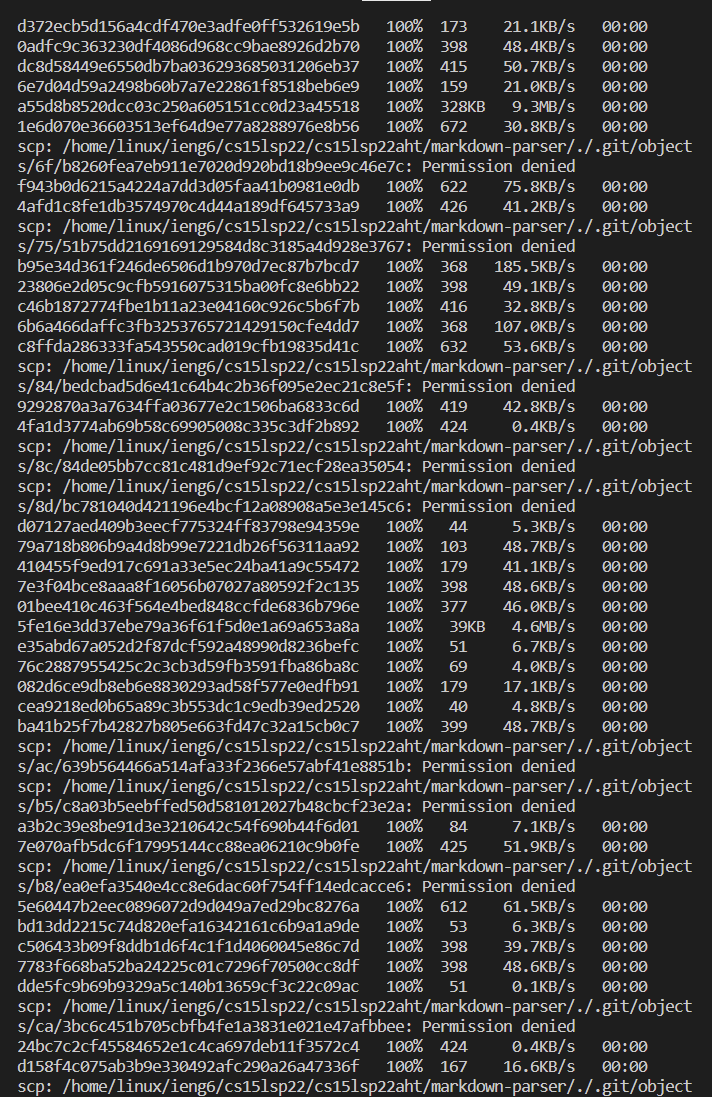 d372ecb5d156a4cdf470e3adfe0ff532619e5b 100% 173 21.1KB/s 00:00
0adfc9c363230df4086d968cc9bae8926d2b70 100% 398 48.4KB/s 00:00
dc8d58449e6550db7ba036293685031206eb37 100% 415 50.7KB/s 00:00
6e7d04d59a2498b60b7a7e22861f8518beb6e9 100% 159 21.0KB/s 00:00
a55d8b8520dcc03c250a605151cc0d23a45518 100% 328KB 9.3MB/s 00:00
1e6d070e36603513ef64d9e77a8288976e8b56 100% 672 30.8KB/s 00:00
scp: /home/linux/ieng6/cs15lsp22/cs15lsp22aht/markdown-parser/./.git/object
s/6f/b8260fea7eb911e7020d920bd18b9ee9c46e7c: Permission denied
f943b0d6215a4224a7dd3d05faa41b0981e0db 100% 622 75.8KB/s 00:00
4afd1c8fe1db3574970c4d44a189df645733a9 100% 426 41.2KB/s 00:00
scp: /home/linux/ieng6/cs15lsp22/cs15lsp22aht/markdown-parser/./.git/object
s/75/51b75dd2169169129584d8c3185a4d928e3767: Permission denied
b95e34d361f246de6506d1b970d7ec87b7bcd7 100% 368 185.5KB/s 00:00
23806e2d05c9cfb5916075315ba00fc8e6bb22 100% 398 49.1KB/s 00:00
c46b1872774fbe1b11a23e04160c926c5b6f7b 100% 416 32.8KB/s 00:00
6b6a466daffc3fb3253765721429150cfe4dd7 100% 368 107.0KB/s 00:00
c8ffda286333fa543550cad019cfb19835d41c 100% 632 53.6KB/s 00:00
scp: /home/linux/ieng6/cs15lsp22/cs15lsp22aht/markdown-parser/./.git/object
s/84/bedcbad5d6e41c64b4c2b36f095e2ec21c8e5f: Permission denied
9292870a3a7634ffa03677e2c1506ba6833c6d 100% 419 42.8KB/s 00:00
4fa1d3774ab69b58c69905008c335c3df2b892 100% 424 0.4KB/s 00:00
scp: /home/linux/ieng6/cs15lsp22/cs15lsp22aht/markdown-parser/./.git/object
s/8c/84de05bb7cc81c481d9ef92c71ecf28ea35054: Permission denied
scp: /home/linux/ieng6/cs15lsp22/cs15lsp22aht/markdown-parser/./.git/object
s/8d/bc781040d421196e4bcf12a08908a5e3e145c6: Permission denied
d07127aed409b3eecf775324ff83798e94359e 100% 44 5.3KB/s 00:00
79a718b806b9a4d8b99e7221db26f56311aa92 100% 103 48.7KB/s 00:00
410455f9ed917c691a33e5ec24ba41a9c55472 100% 179 41.1KB/s 00:00
7e3f04bce8aaa8f16056b07027a80592f2c135 100% 398 48.6KB/s 00:00
01bee410c463f564e4bed848ccfde6836b796e 100% 377 46.0KB/s 00:00
5fe16e3dd37ebe79a36f61f5d0e1a69a653a8a 100% 39KB 4.6MB/s 00:00
e35abd67a052d2f87dcf592a48990d8236befc 100% 51 6.7KB/s 00:00
76c2887955425c2c3cb3d59fb3591fba86ba8c 100% 69 4.0KB/s 00:00
082d6ce9db8eb6e8830293ad58f577e0edfb91 100% 179 17.1KB/s 00:00
cea9218ed0b65a89c3b553dc1c9edb39ed2520 100% 40 4.8KB/s 00:00
ba41b25f7b42827b805e663fd47c32a15cb0c7 100% 399 48.7KB/s 00:00
scp: /home/linux/ieng6/cs15lsp22/cs15lsp22aht/markdown-parser/./.git/object
s/ac/639b564466a514afa33f2366e57abf41e8851b: Permission denied
scp: /home/linux/ieng6/cs15lsp22/cs15lsp22aht/markdown-parser/./.git/object
s/b5/c8a03b5eebffed50d581012027b48cbcf23e2a: Permission denied
a3b2c39e8be91d3e3210642c54f690b44f6d01 100% 84 7.1KB/s 00:00
7e070afb5dc6f17995144cc88ea06210c9b0fe 100% 425 51.9KB/s 00:00
scp: /home/linux/ieng6/cs15lsp22/cs15lsp22aht/markdown-parser/./.git/object
s/b8/ea0efa3540e4cc8e6dac60f754ff14edcacce6: Permission denied
5e60447b2eec0896072d9d049a7ed29bc8276a 100% 612 61.5KB/s 00:00
bd13dd2215c74d820efa16342161c6b9a1a9de 100% 53 6.3KB/s 00:00
c506433b09f8ddb1d6f4c1f1d4060045e86c7d 100% 398 39.7KB/s 00:00
7783f668ba52ba24225c01c7296f70500cc8df 100% 398 48.6KB/s 00:00
dde5fc9b69b9329a5c140b13659cf3c22c09ac 100% 51 0.1KB/s 00:00
scp: /home/linux/ieng6/cs15lsp22/cs15lsp22aht/markdown-parser/./.git/object
s/ca/3bc6c451b705cbfb4fe1a3831e021e47afbbee: Permission denied
24bc7c2cf45584652e1c4ca697deb11f3572c4 100% 424 0.4KB/s 00:00
d158f4c075ab3b9e330492afc290a26a47336f 100% 167 16.6KB/s 00:00
scp: /home/linux/ieng6/cs15lsp22/cs15lsp22aht/markdown-parser/./.git/object